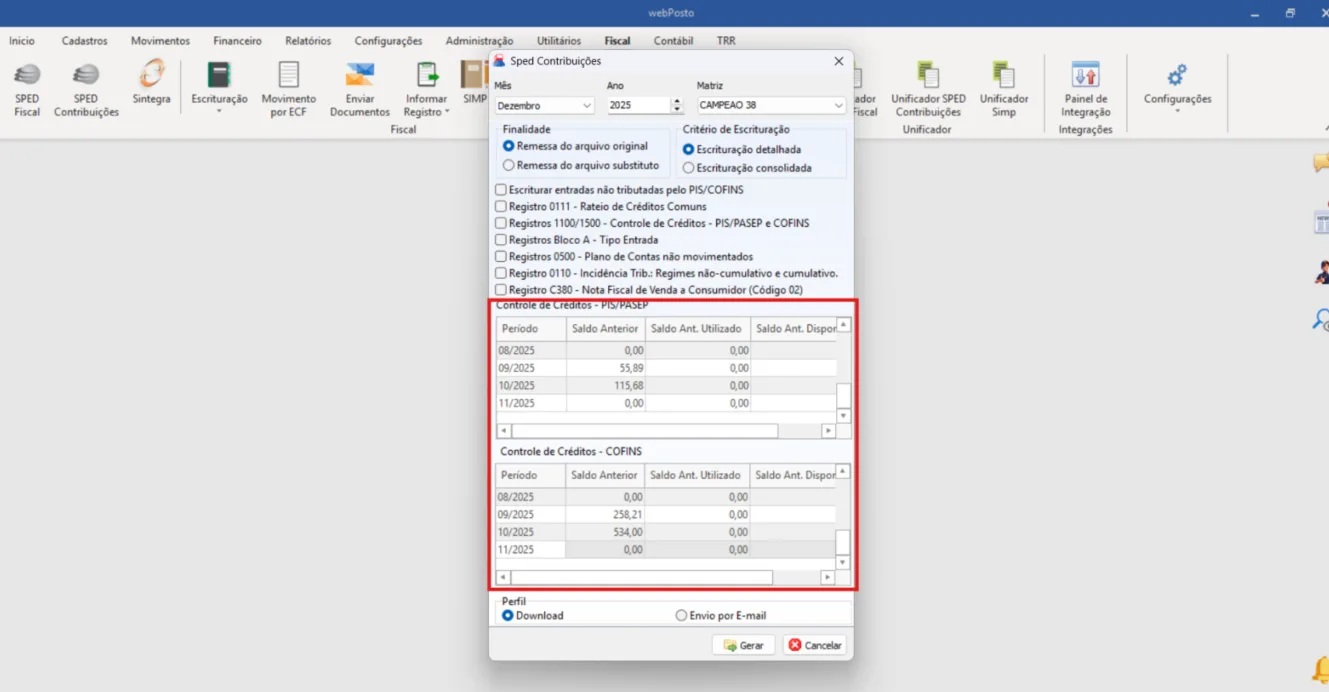 webPosto
Inicio Cadastros Movimentos Financeiro Relatórios Configurações Administração Utilitários Fiscal Contábil TRR
SPED Fiscal
SPED Contribuições
Sintegra
Escrituração
Movimento por ECF
Enviar Documentos
Informar Registro
SIMP
Fiscal
Unificador SPED Contribuições
Unificador Simp
Unificador
Painel de Integração
Integrações
Configurações
Fiscal
Sped Contribuições
Mês Ano Matriz
Dezembro 2025 CAMPEAO 38
Finalidade Critério de Escrituração
Remessa do arquivo original Escrituração detalhada
Remessa do arquivo substituto Escrituração consolidada
Escriturar entradas não tributadas pelo PIS/COFINS
Registro 0111 - Rateio de Créditos Comuns
Registros 1100/1500 - Controle de Créditos - PIS/PASEP e COFINS
Registros Bloco A - Tipo Entrada
Registros 0500 - Plano de Contas não movimentados
Registro 0110 - Incidência Trib.: Regimes não-cumulativo e cumulativo.
Registro C380 - Nota Fiscal de Venda a Consumidor (Código 02)
Controle de Créditos - PIS/PASEP
Período Saldo Anterior Saldo Ant. Utilizado Saldo Ant. Dispor
08/2025 0,00 0,00
09/2025 55,89 0,00
10/2025 115,68 0,00
11/2025 0,00 0,00
Controle de Créditos - COFINS
Período Saldo Anterior Saldo Ant. Utilizado Saldo Ant. Dispor
08/2025 0,00 0,00
09/2025 258,21 0,00
10/2025 534,00 0,00
11/2025 0,00 0,00
Perfil
Download Envio por E-mail
Gerar Cancelar